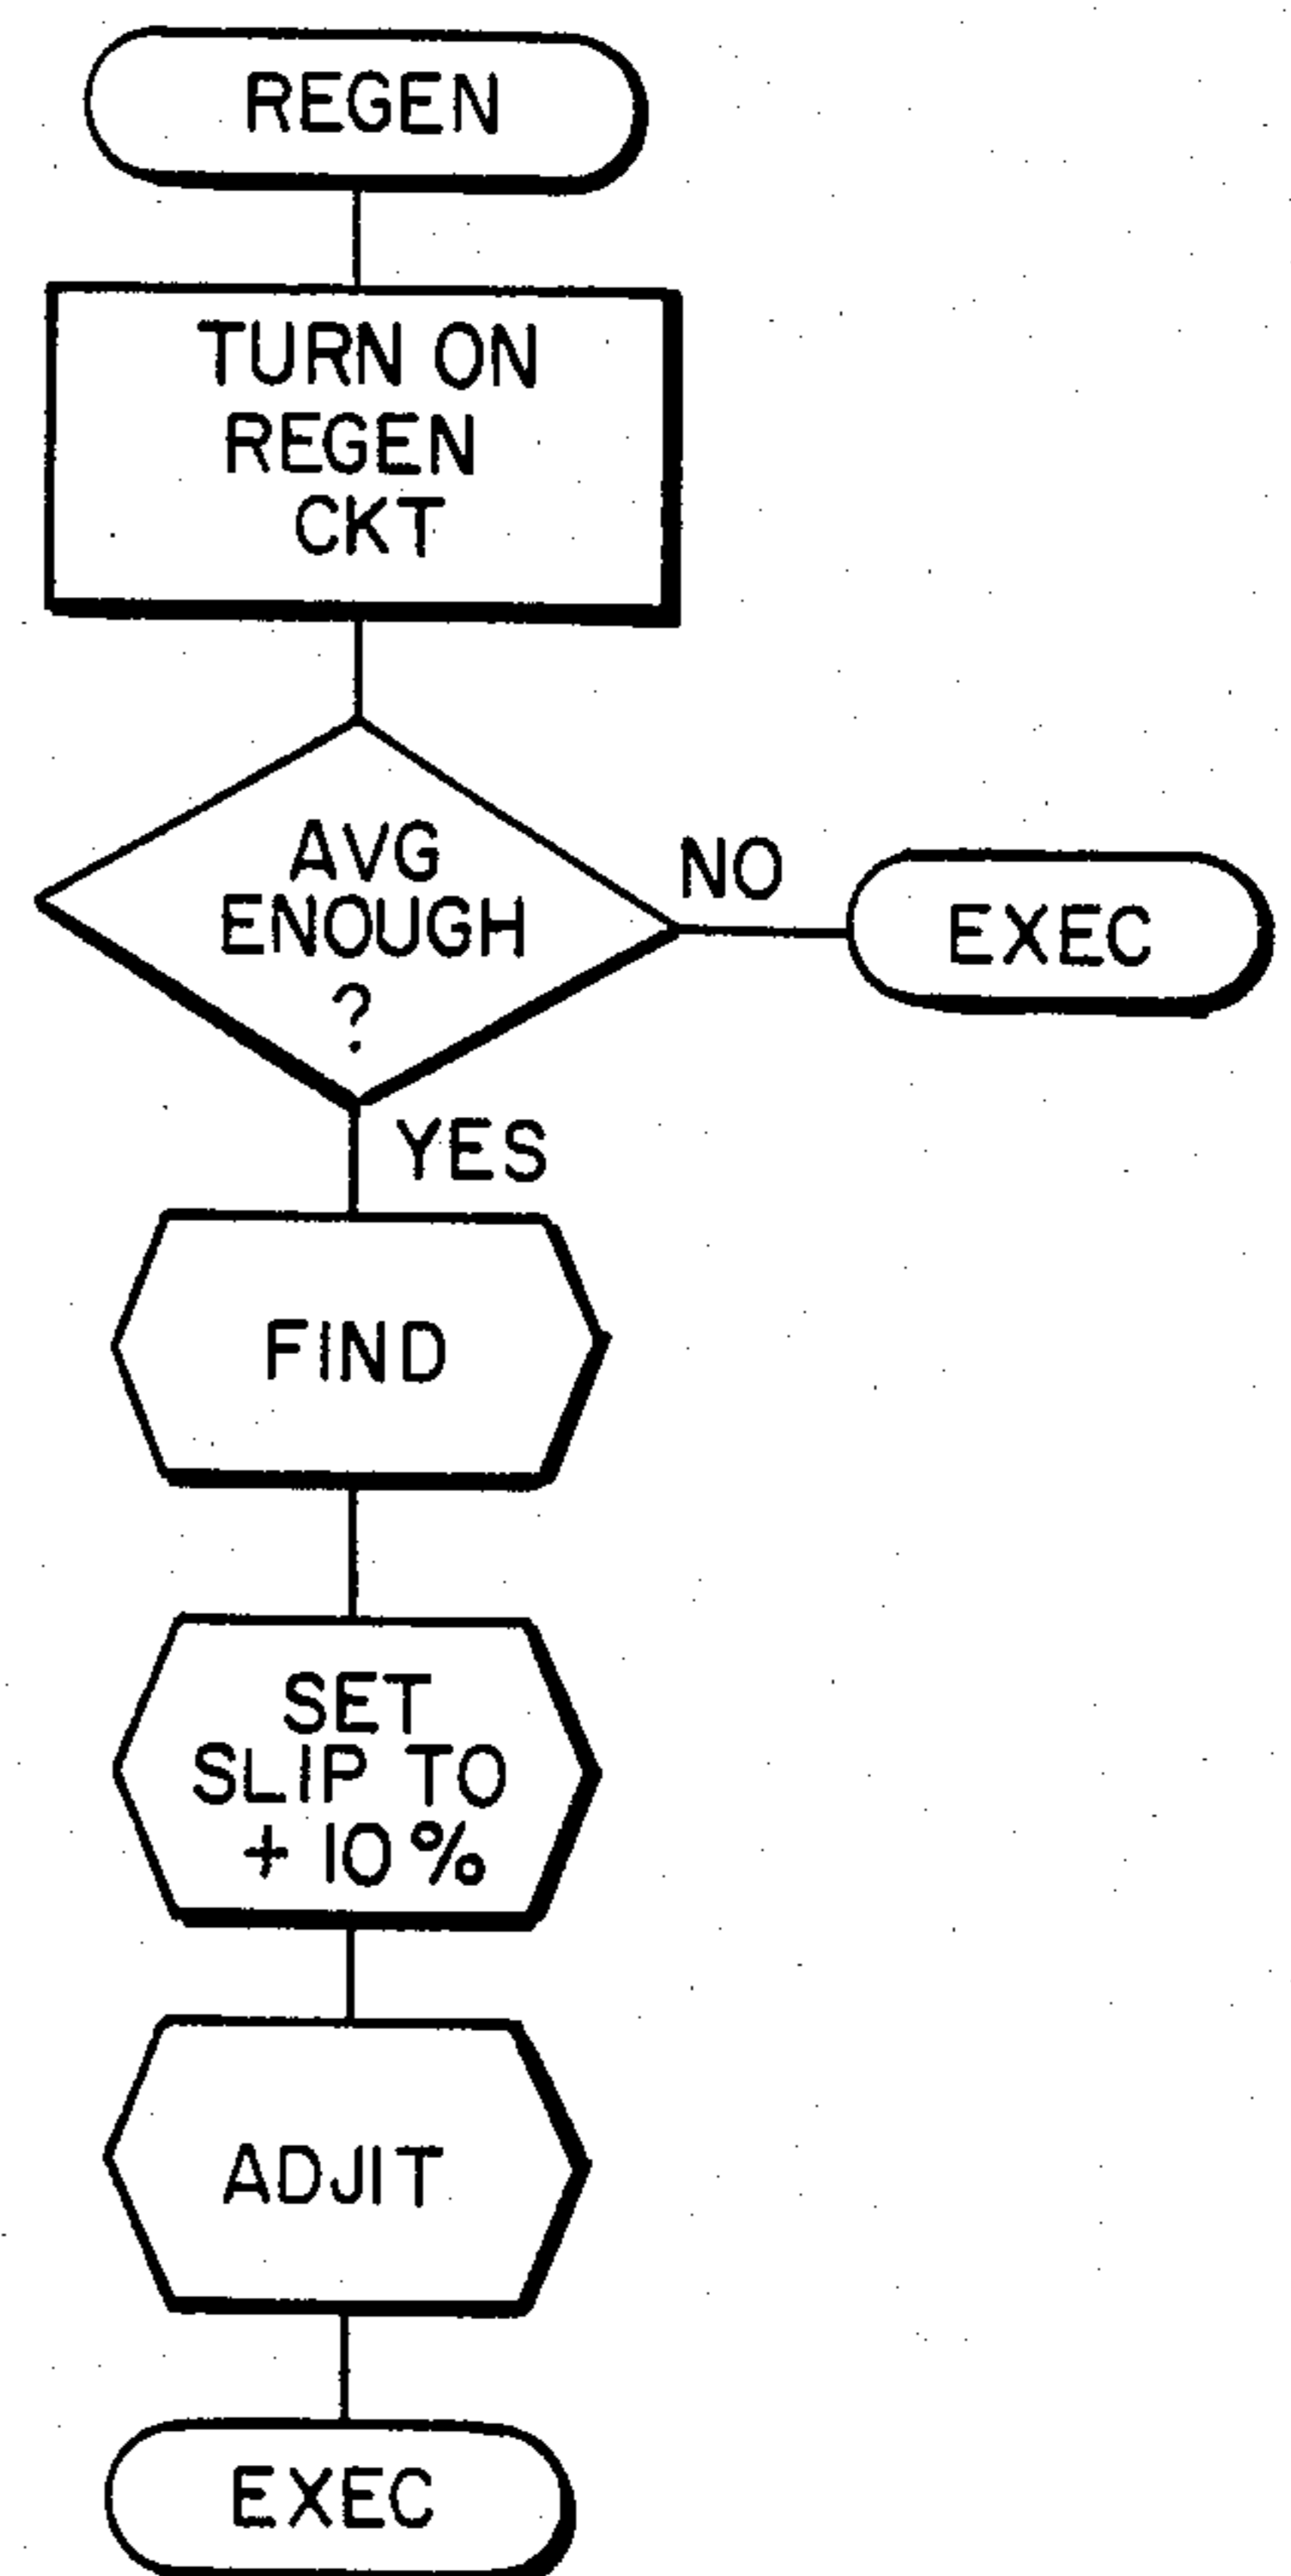 REGEN
TURN ON
REGEN
CKT
AVG
ENOUGH
?
NO
EXEC
YES
FIND
SET
SLIP TO
+ 10%
ADJIT
EXEC